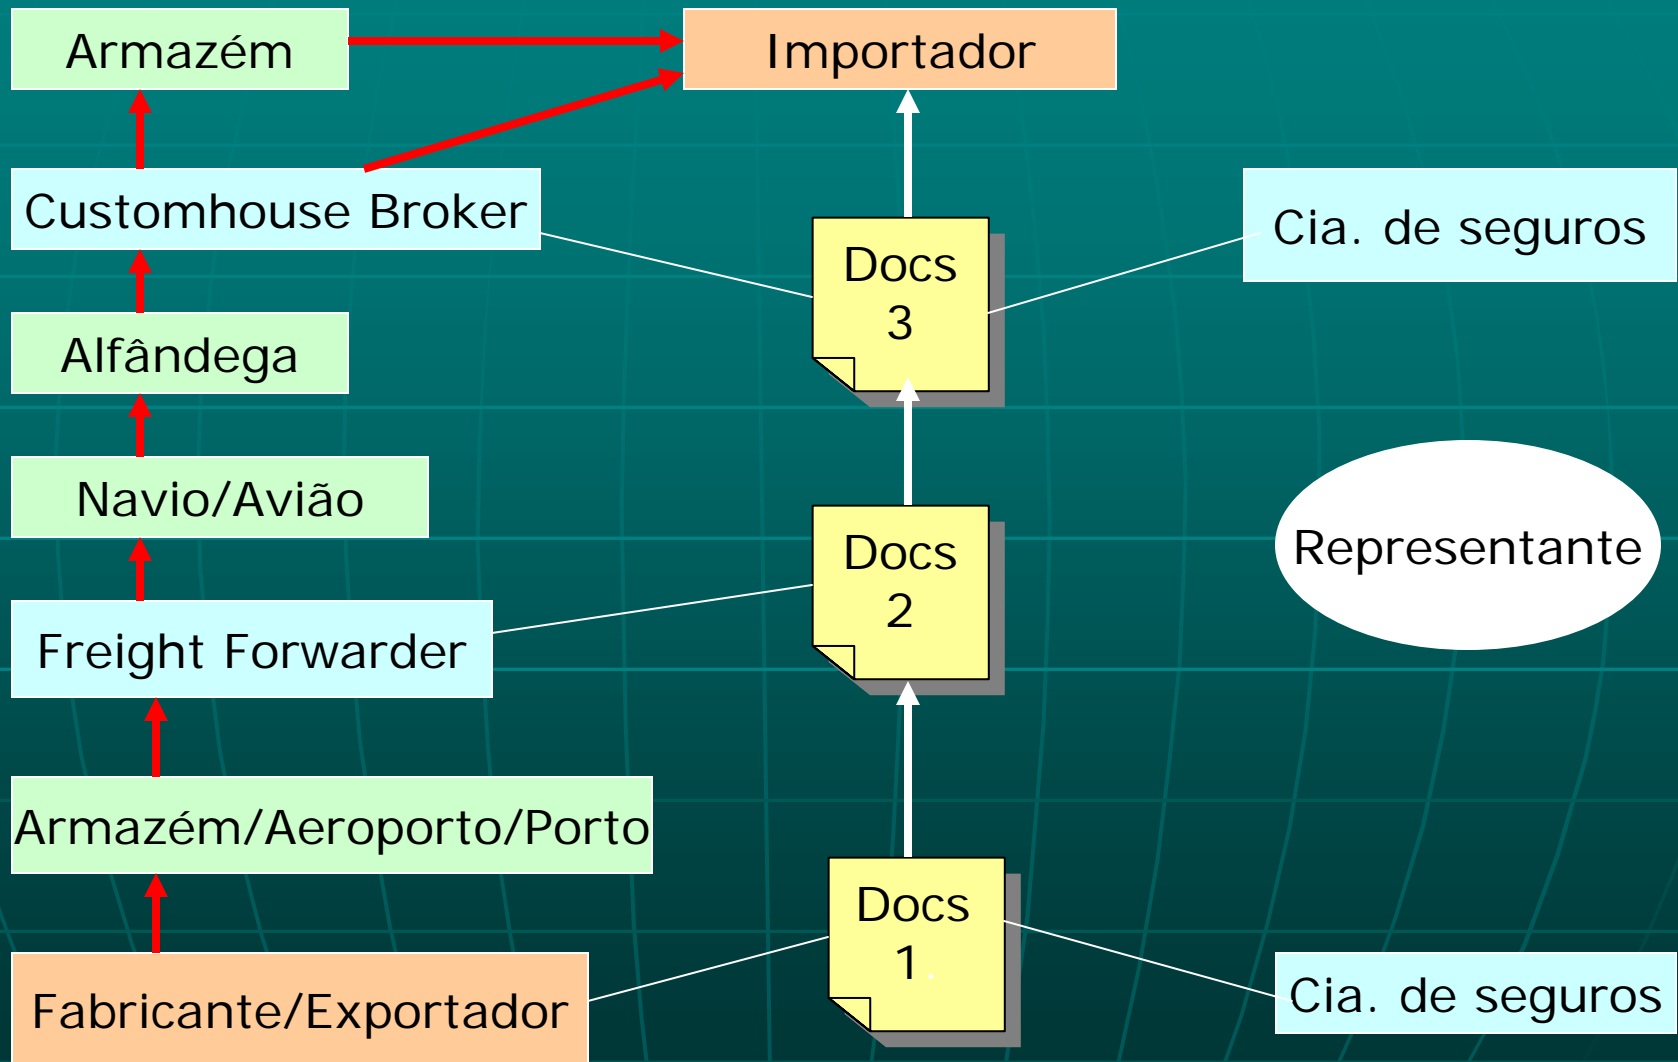 Armazém
Importador
Customhouse Broker
Cia. de seguros
Docs
3
Alfândega
Navio/Avião
Docs
2
Representante
Freight Forwarder
Armazém/Aeroporto/Porto
Docs
1.
Fabricante/Exportador
Cia. de seguros